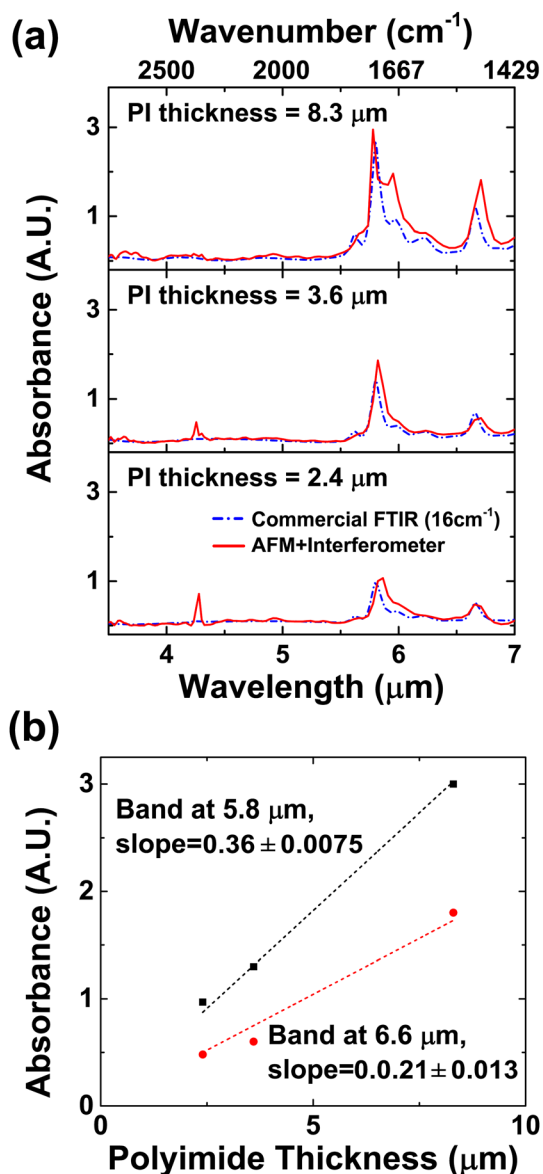 (a)
Wavenumber (cm⁻¹)
2500 2000 1667 1429
PI thickness = 8.3 μm
3
1
PI thickness = 3.6 μm
3
1
PI thickness = 2.4 μm
3
Commercial FTIR (16cm⁻¹)
AFM+Interferometer
1
Absorbance (A.U.)
4 5 6 7
Wavelength (μm)
(b)
3
Band at 5.8 μm,
slope=0.36 ± 0.0075
2
1
Band at 6.6 μm,
slope=0.0.21 ± 0.013
0
Absorbance (A.U.)
0 5 10
Polyimide Thickness (μm)